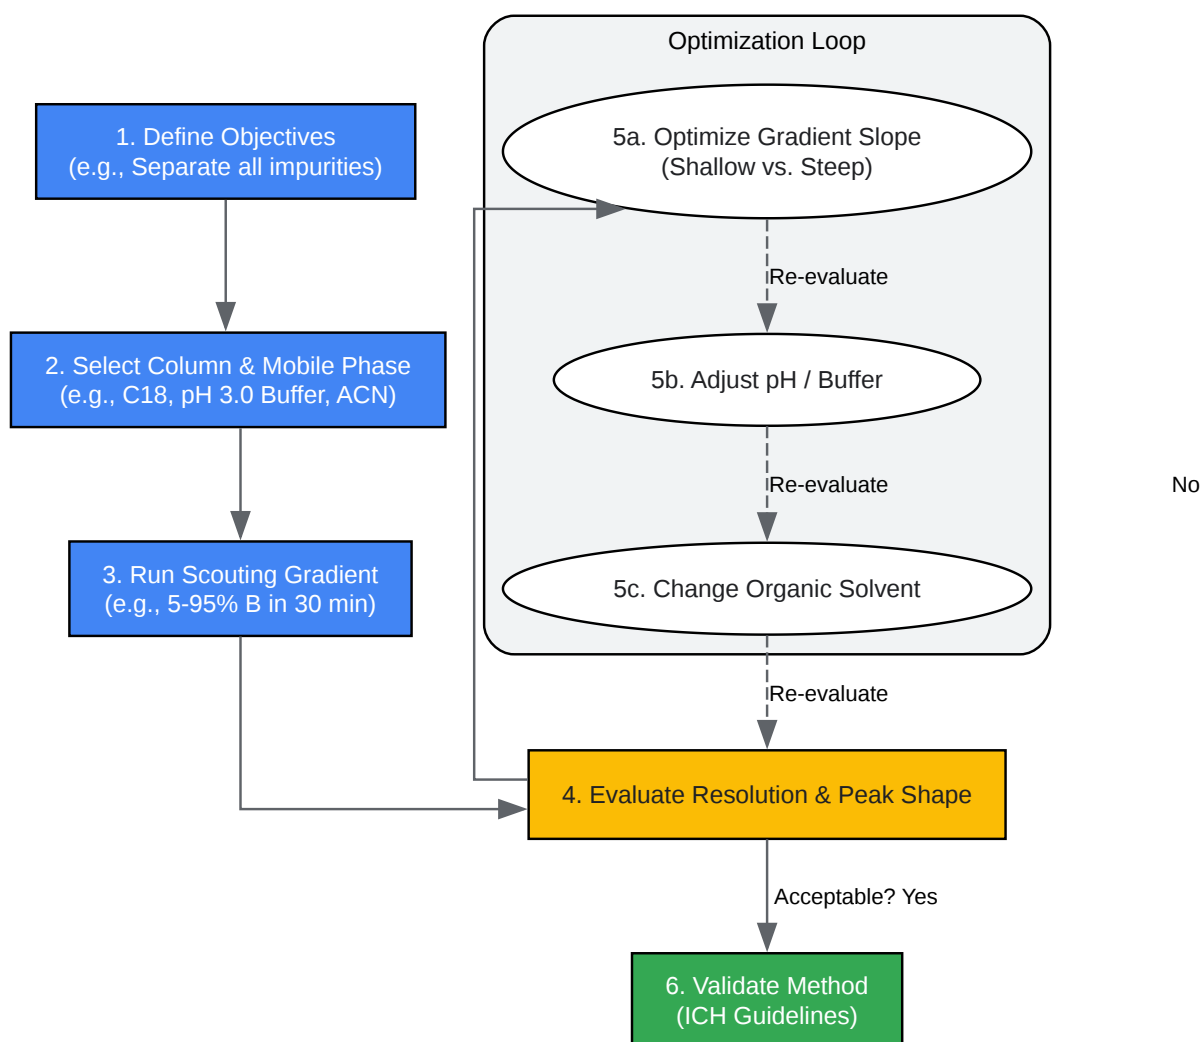 Optimization Loop
1. Define Objectives
(e.g., Separate all impurities)
5a. Optimize Gradient Slope
(Shallow vs. Steep)
Re-evaluate
2. Select Column & Mobile Phase
(e.g., C18, pH 3.0 Buffer, ACN)
5b. Adjust pH / Buffer
Re-evaluate
No
3. Run Scouting Gradient
(e.g., 5-95% B in 30 min)
5c. Change Organic Solvent
Re-evaluate
4. Evaluate Resolution & Peak Shape
Acceptable? Yes
6. Validate Method
(ICH Guidelines)